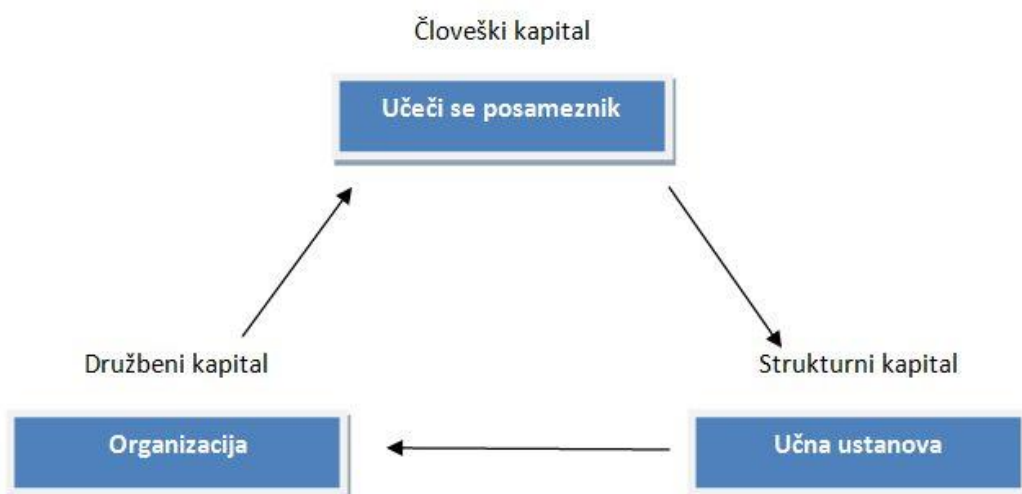 Človeški kapital
Učeči se posameznik
Družbeni kapital
Strukturni kapital
Organizacija
Učna ustanova